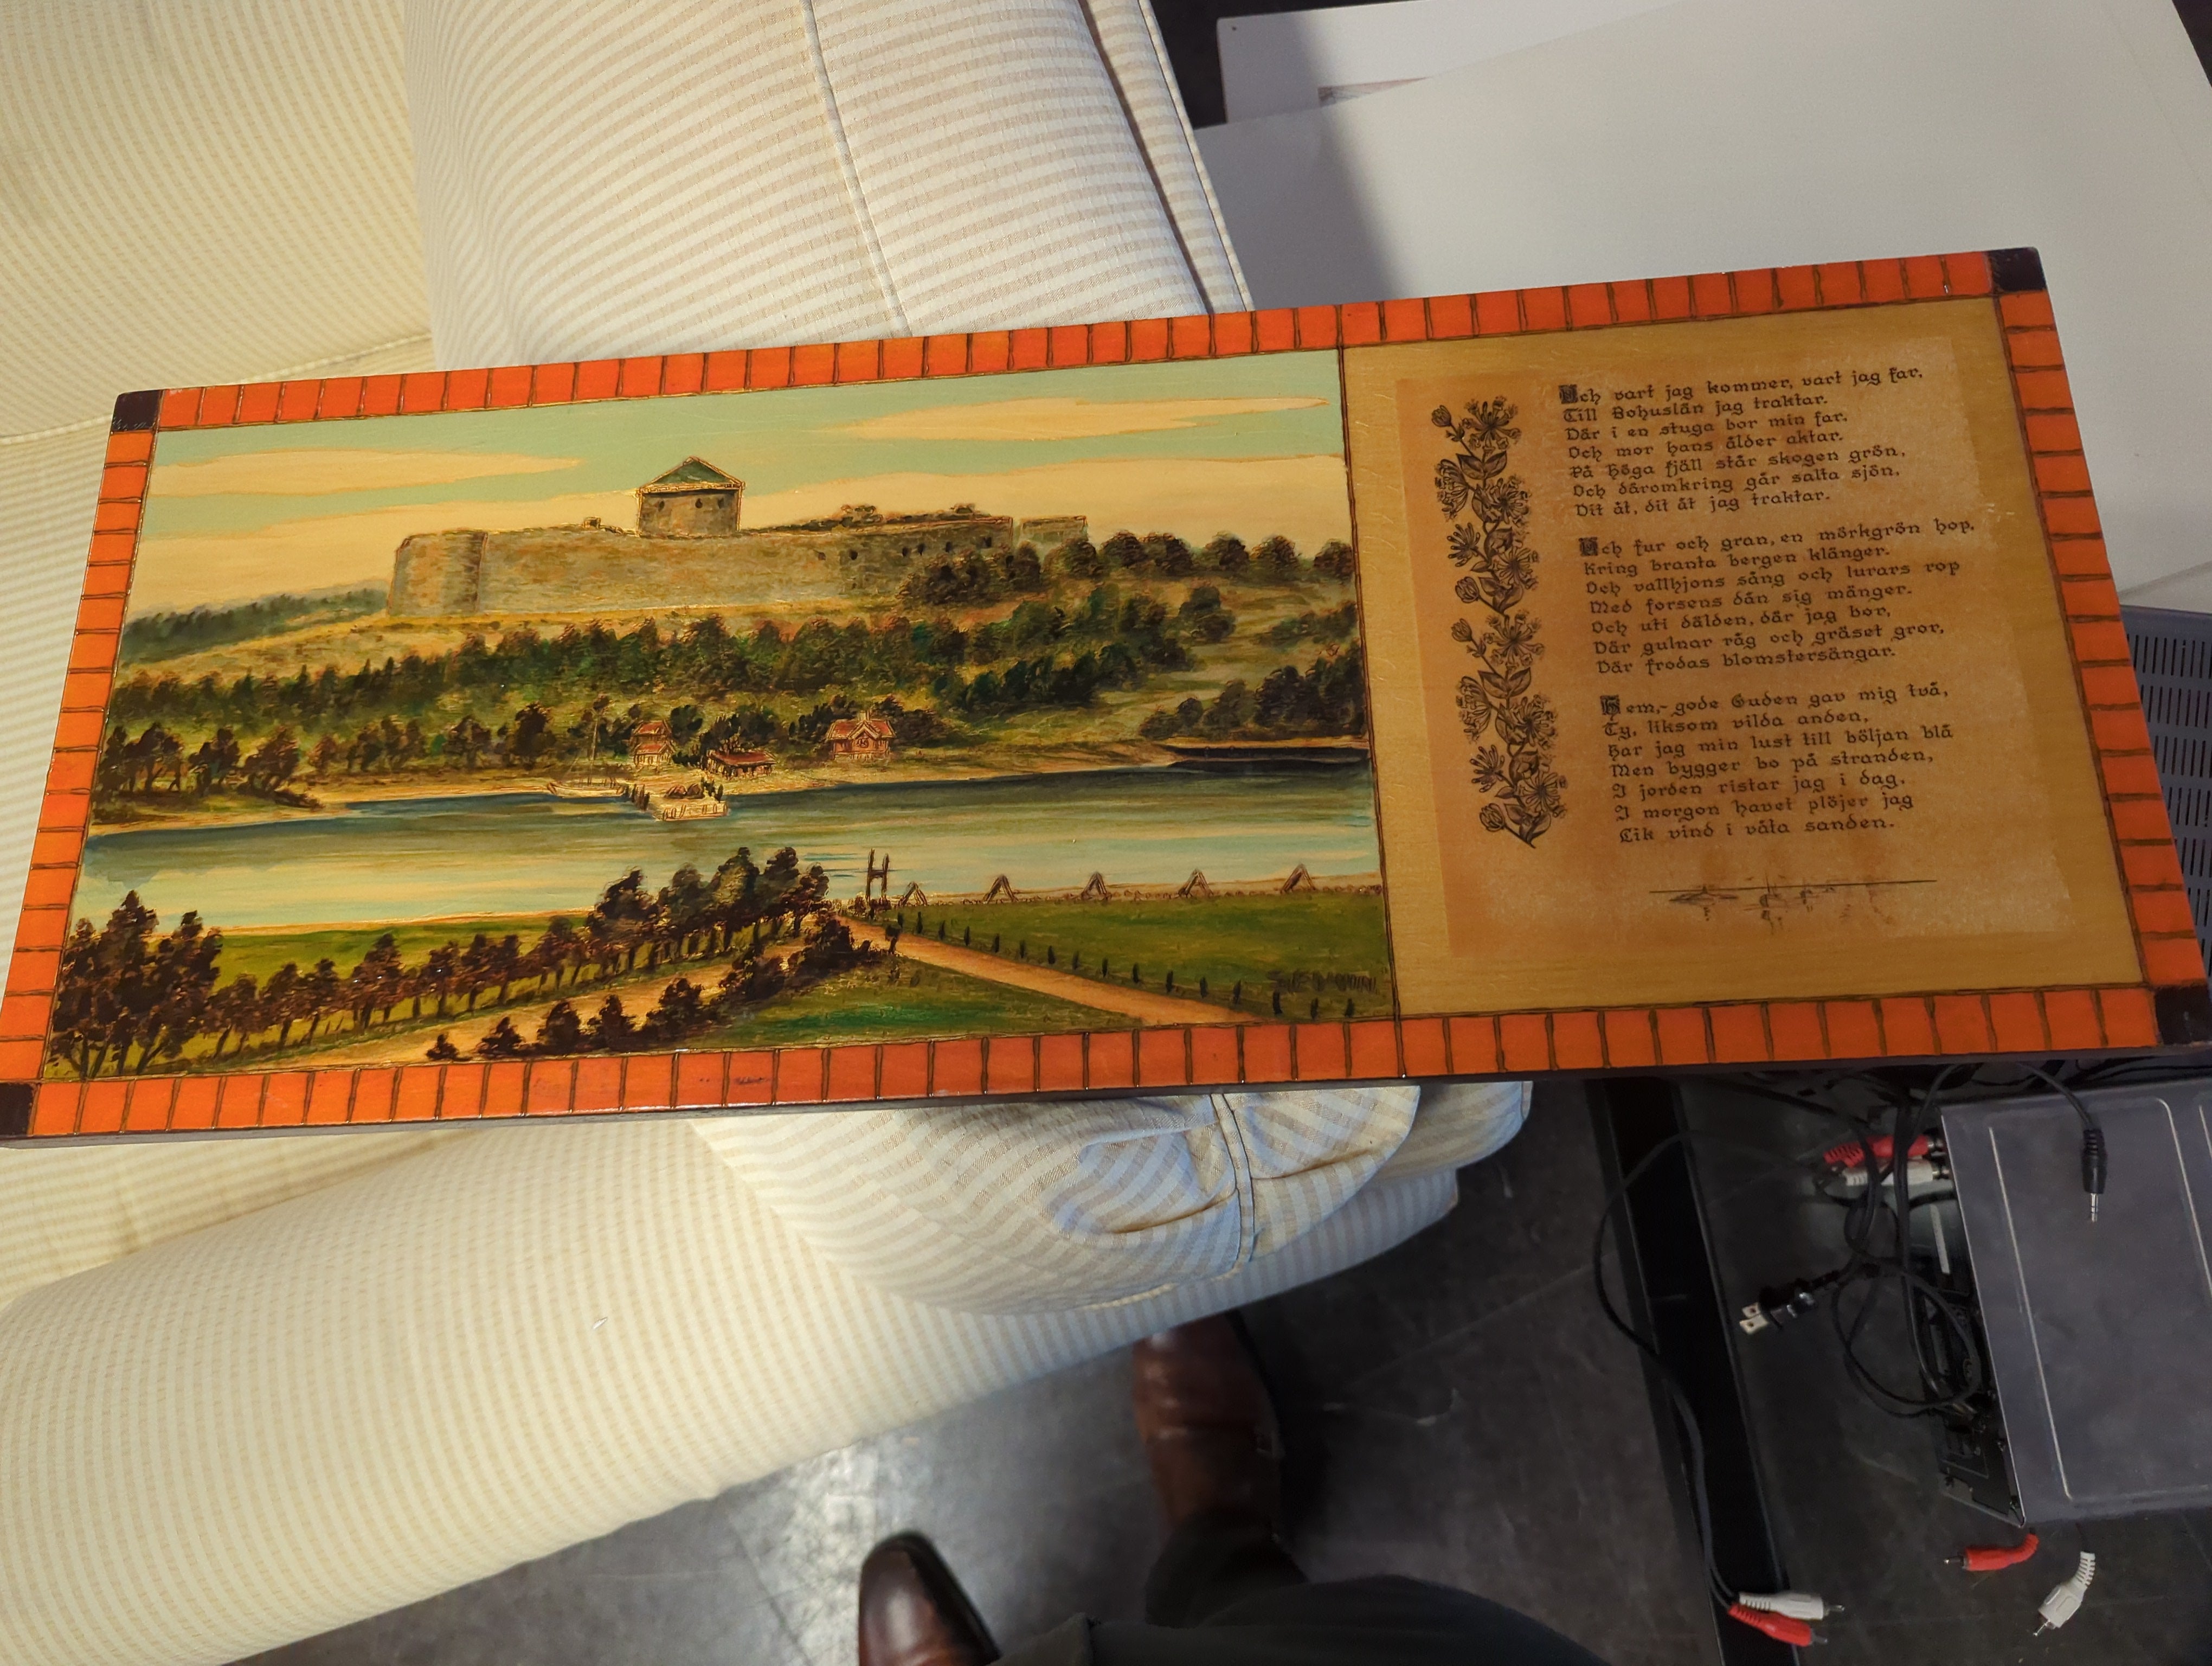 Och vart jag kommer, vart jag far,
Till Bohuslän jag traktar.
Där i en stuga bor min far.
Och mor hans ålder aktar.
På höga fjäll står skogen grön,
Och däromkring går salta sjön,
Dit åt, dit åt jag traktar.
Och fur och gran, en mörkgrön hop,
Kring branta bergen klänger.
Och vallhjons sång och lurars rop
Med forsens dån sig mänger.
Och uti dälden, där jag bor,
Där gulnar råg och gräset gror,
Där frodas blomstersängar.
Hem,- gode Guden gav mig två,
Ty, liksom vilda anden,
Har jag min lust till böljan blå
Men bygger bo på stranden,
I jorden ristar jag i dag,
I morgon havet plöjer jag
Lik vind i våta sanden.